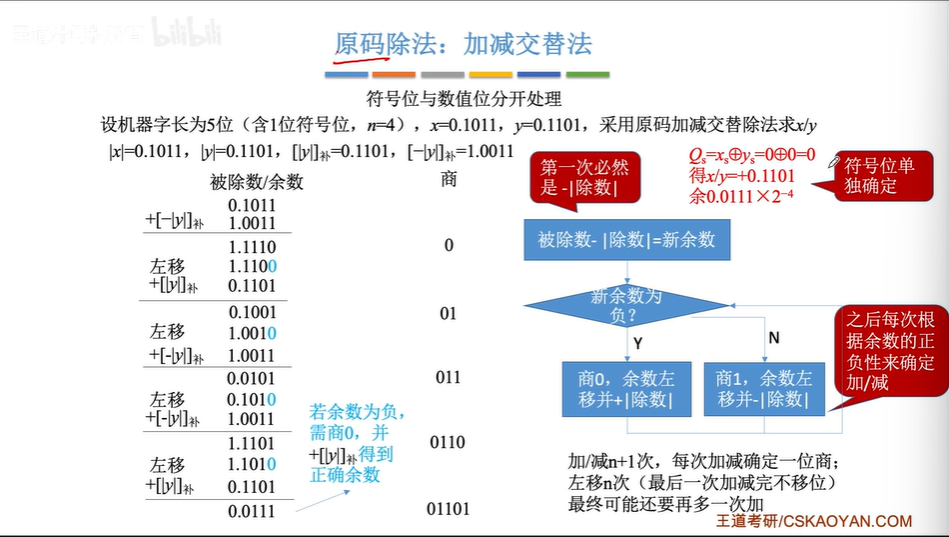 bilibili
原码除法：加减交替法
符号位与数值位分开处理
设机器字长为5位（含1位符号位，n=4），x=0.1011，y=0.1101，采用原码加减交替除法求x/y
|x|=0.1011，|y|=0.1101，[|y|]补=0.1101，[−|y|]补=1.0011
被除数/余数 商
0.1011
+[−|y|]补 1.0011
1.1110 0
左移 1.1100
+[|y|]补 0.1101
0.1001 01
左移 1.0010
+[-|y|]补 1.0011
0.0101 011
左移 0.1010
+[-|y|]补 1.0011
1.1101 0110
左移 1.1010
+[|y|]补 0.1101
0.0111 01101
若余数为负，
需商0，并
+[|y|]补得到
正确余数
第一次必然
是 -|除数|
Qs=xs⊕ys=0⊕0=0
得x/y=+0.1101
余0.0111×2−4
符号位单
独确定
被除数- |除数|=新余数
新余数为
负？
Y
N
商0，余数左
移并+|除数|
商1，余数左
移并-|除数|
之后每次根
据余数的正
负性来确定
加/减
加/减n+1次，每次加减确定一位商；
左移n次（最后一次加减完不移位）
最终可能还要再多一次加
王道考研/CSKAOYAN.COM